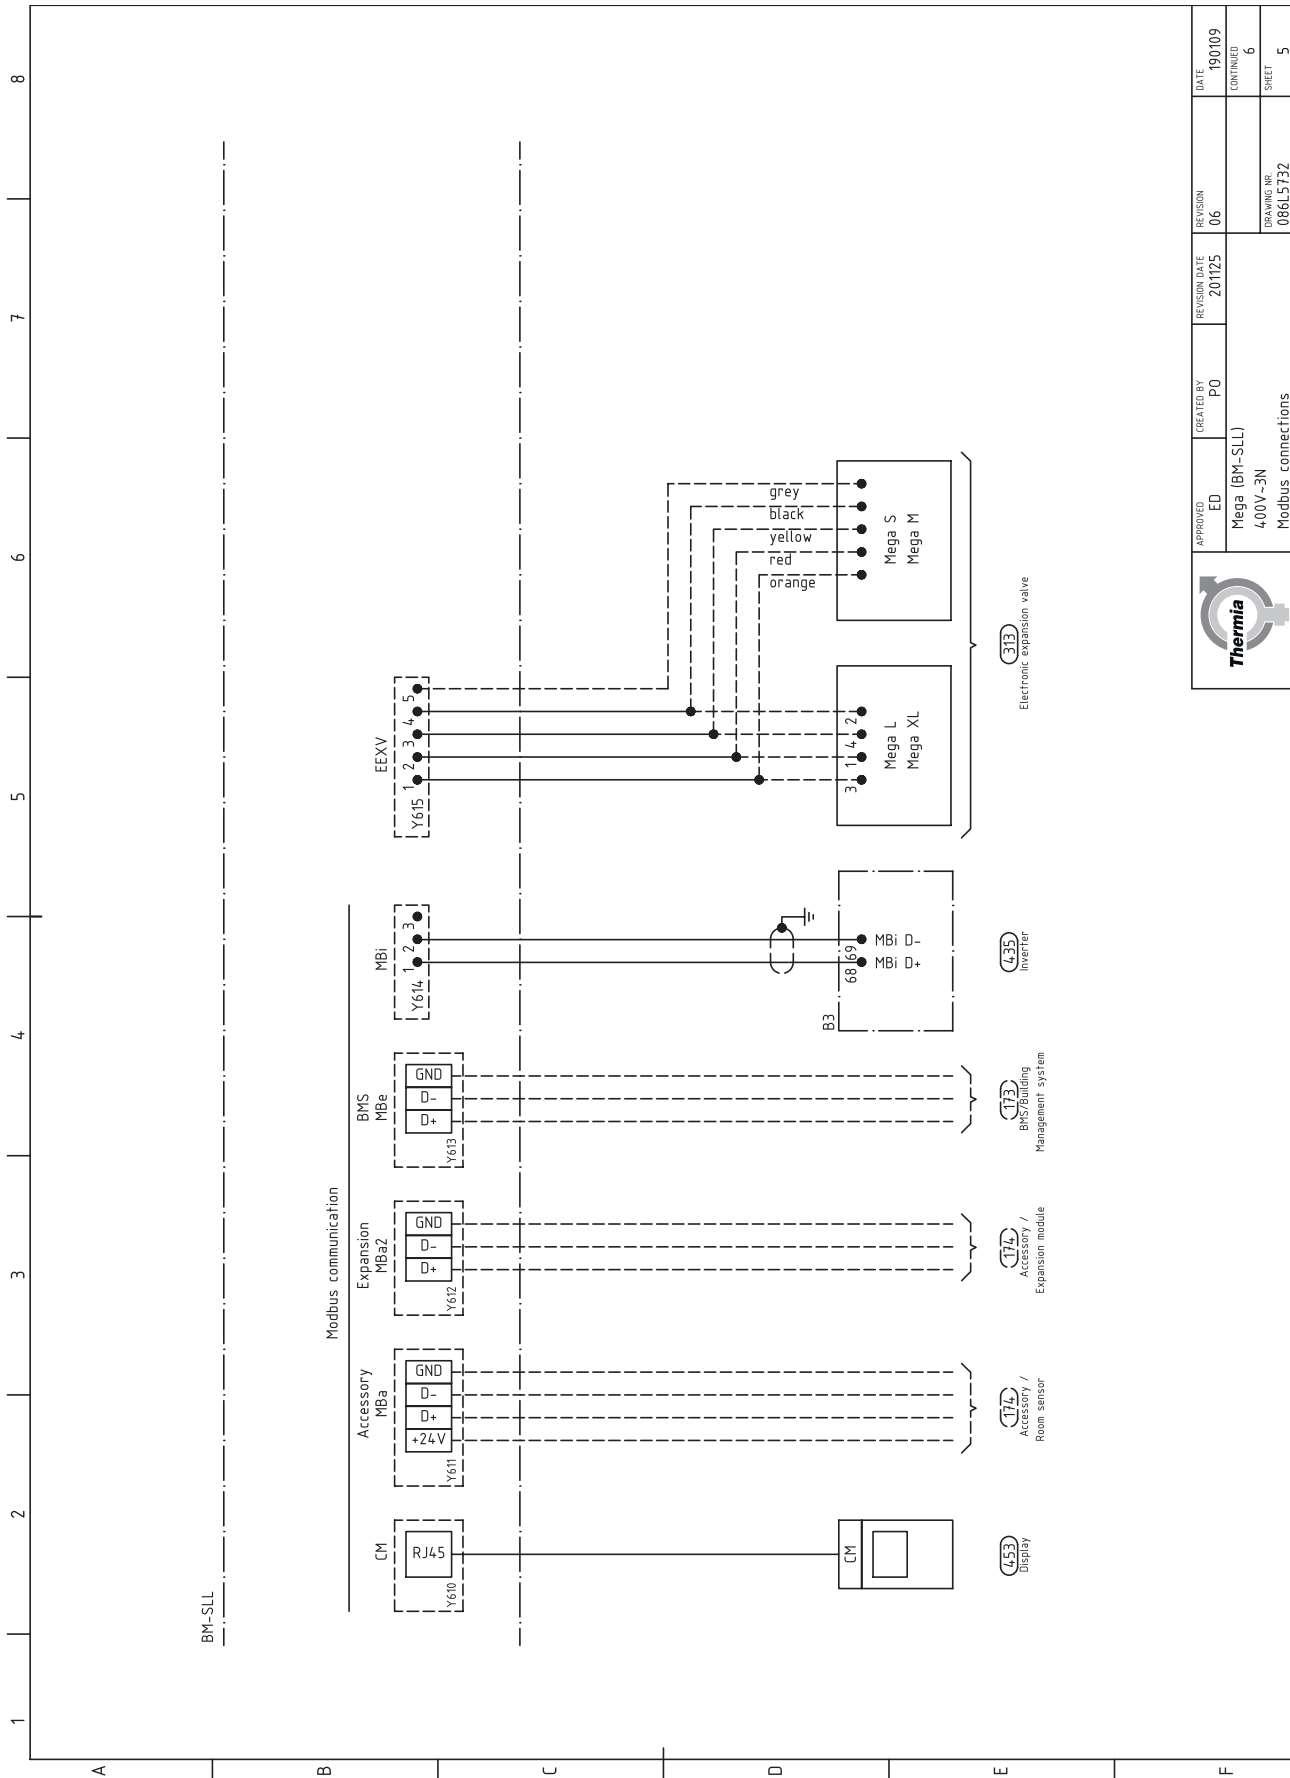 1
2
3
4
5
6
7
8
A
B
C
D
E
F
BM-SLL
Modbus communication
CM
RJ45
Y610
CM
453
Display
Accessory
MBa
+24V
D+
D-
GND
Y611
174
Accessory /
Room sensor
Expansion
MBa2
D+
D-
GND
Y612
174
Accessory /
Expansion module
BMS
MBe
D+
D-
GND
Y613
173
BMS/Building
Management system
MBi
Y614
1
2
3
B3
68
69
MBi D+
MBi D-
435
Inverter
EEXV
Y615
1
2
3
4
5
3
1
4
2
Mega L
Mega XL
grey
black
yellow
red
orange
Mega S
Mega M
313
Electronic expansion valve
Thermia
APPROVED
ED
CREATED BY
PO
REVISION DATE
201125
REVISION
06
DATE
190109
Mega (BM-SLL)
400V~3N
Modbus connections
CONTINUED
6
DRAWING NR.
086L5732
SHEET
5